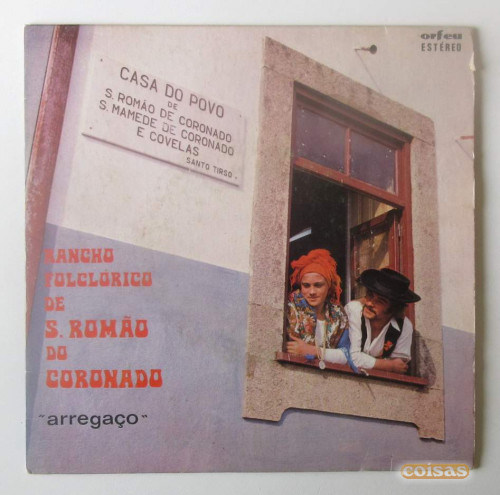 orfeu
ESTÉREO
CASA DO POVO
DE
S. ROMÃO DE CORONADO
S. MAMEDE DE CORONADO
E COVELAS
SANTO TIRSO -
RANCHO
FOLCLÓRICO
DE
S. ROMÃO
DO
CORONADO
"arregaço"
coisas